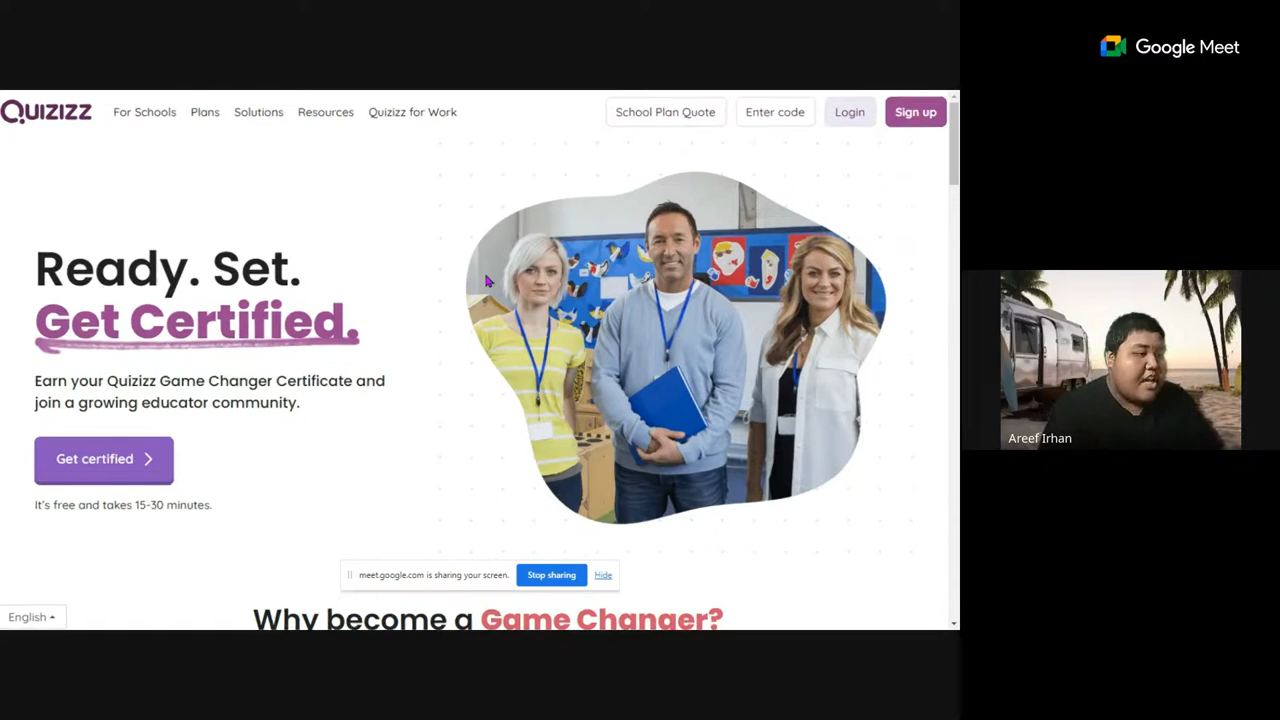 Google Meet
QUIZIZZ For Schools Plans Solutions Resources Quizizz for Work School Plan Quote Enter code Login Sign up
Ready. Set.
Get Certified.
Earn your Quizizz Game Changer Certificate and
join a growing educator community.
Get certified
It's free and takes 15-30 minutes.
meet.google.com is sharing your screen. Stop sharing Hide
English
Why become a Game Changer?
Areef Irhan